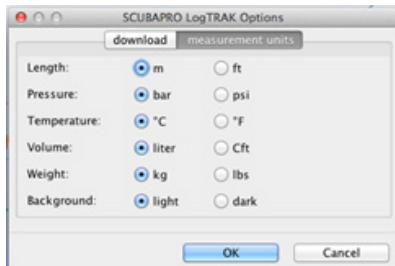 SCUBAPRO LogTRAK Options
download measurement units
Length: m ft
Pressure: bar psi
Temperature: °C °F
Volume: liter Cft
Weight: kg lbs
Background: light dark
OK Cancel